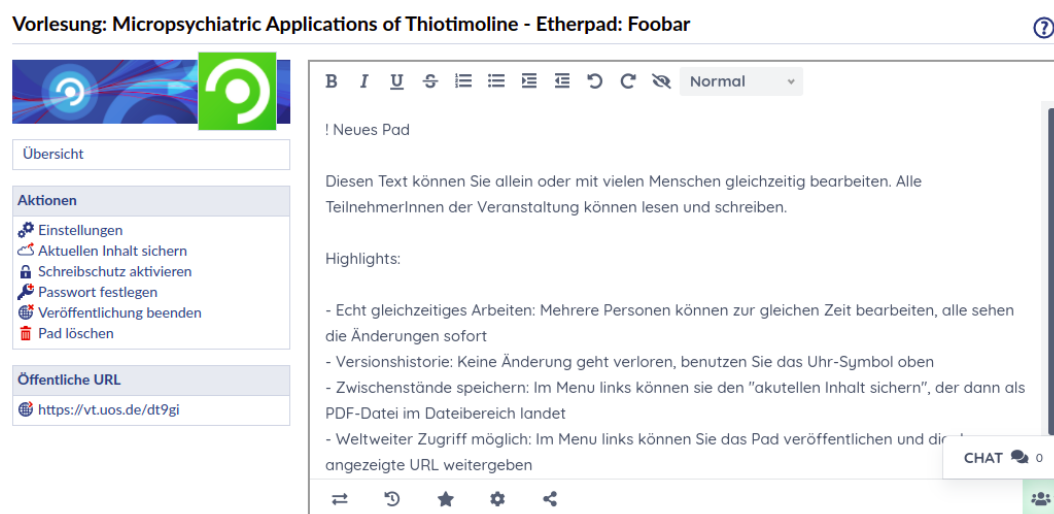 Vorlesung: Micropsychiatric Applications of Thiotimoline - Etherpad: Foobar
Übersicht
Aktionen
Einstellungen
Aktuellen Inhalt sichern
Schreibschutz aktivieren
Passwort festlegen
Veröffentlichung beenden
Pad löschen
Öffentliche URL
https://vt.uos.de/dt9gi
B I U S Normal
! Neues Pad
Diesen Text können Sie allein oder mit vielen Menschen gleichzeitig bearbeiten. Alle
TeilnehmerInnen der Veranstaltung können lesen und schreiben.
Highlights:
- Echt gleichzeitiges Arbeiten: Mehrere Personen können zur gleichen Zeit bearbeiten, alle sehen
die Änderungen sofort
- Versionshistorie: Keine Änderung geht verloren, benutzen Sie das Uhr-Symbol oben
- Zwischenstände speichern: Im Menu links können sie den "akutellen Inhalt sichern", der dann als
PDF-Datei im Dateibereich landet
- Weltweiter Zugriff möglich: Im Menu links können Sie das Pad veröffentlichen und
angezeigte URL weitergeben
CHAT 0